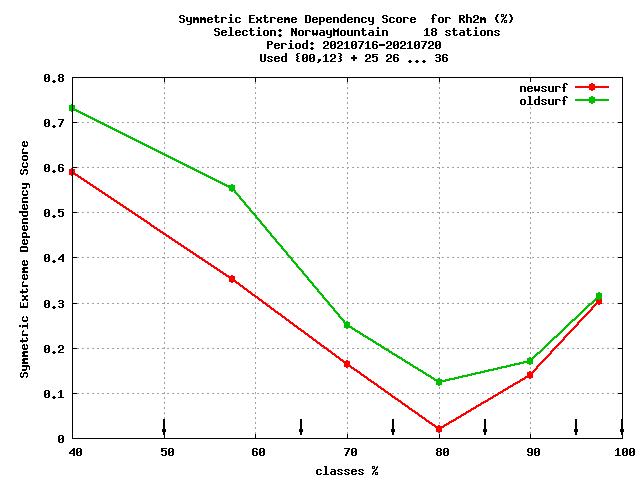 Symmetric Extreme Dependency Score  for Rh2m (%)
Selection: NorwayMountain     18 stations
Period: 20210716-20210720
Used {00,12} + 25 26 ... 36
newsurf
oldsurf
Symmetric Extreme Dependency Score
0.8
0.7
0.6
0.5
0.4
0.3
0.2
0.1
0
40 50 60 70 80 90 100
classes %